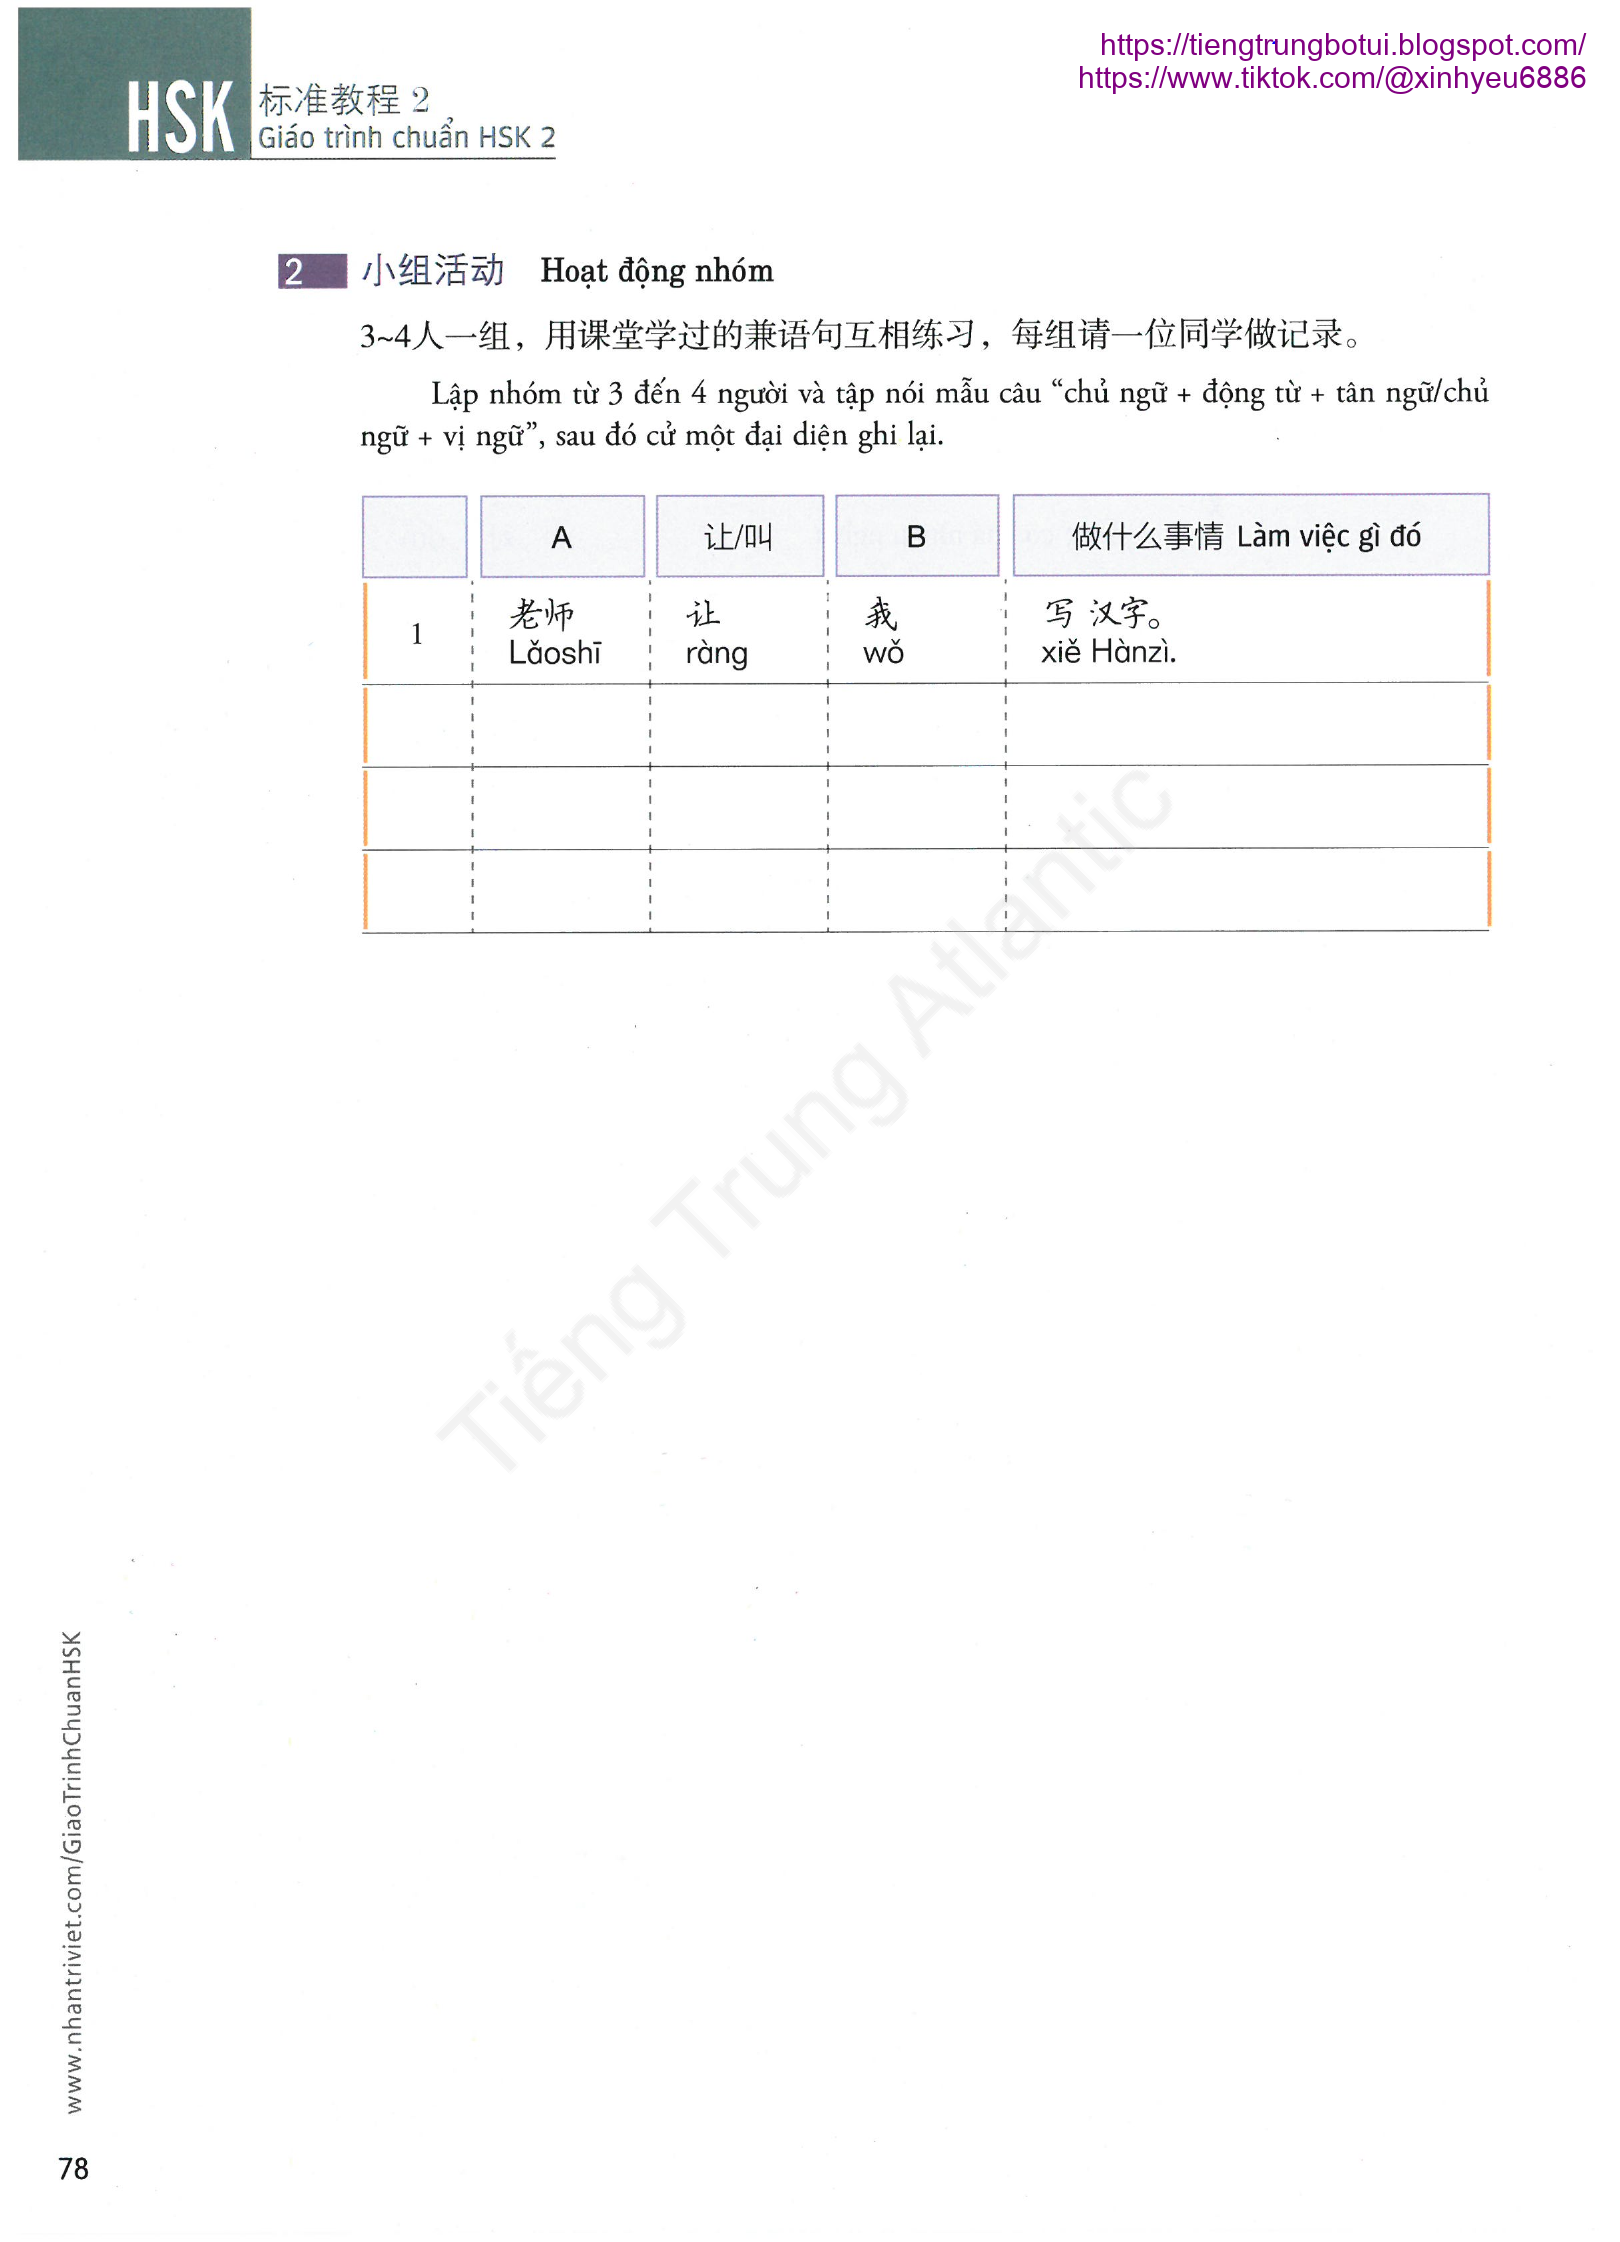 https://tiengtrungbotui.blogspot.com/
https://www.tiktok.com/@xinhyeu6886
HSK 标准教程 2
Giáo trình chuẩn HSK 2
2 小组活动 Hoạt động nhóm
3~4人一组，用课堂学过的兼语句互相练习，每组请一位同学做记录。
Lập nhóm từ 3 đến 4 người và tập nói mẫu câu “chủ ngữ + động từ + tân ngữ/chủ
ngữ + vị ngữ”, sau đó cử một đại diện ghi lại.
A 让/叫 B 做什么事情 Làm việc gì đó
1 老师 让 我 写 汉字。
Lǎoshī ràng wǒ xiě Hànzì.
Tiếng Trung Atlantic
www.nhantriviet.com/GiaoTrinhChuanHSK
78